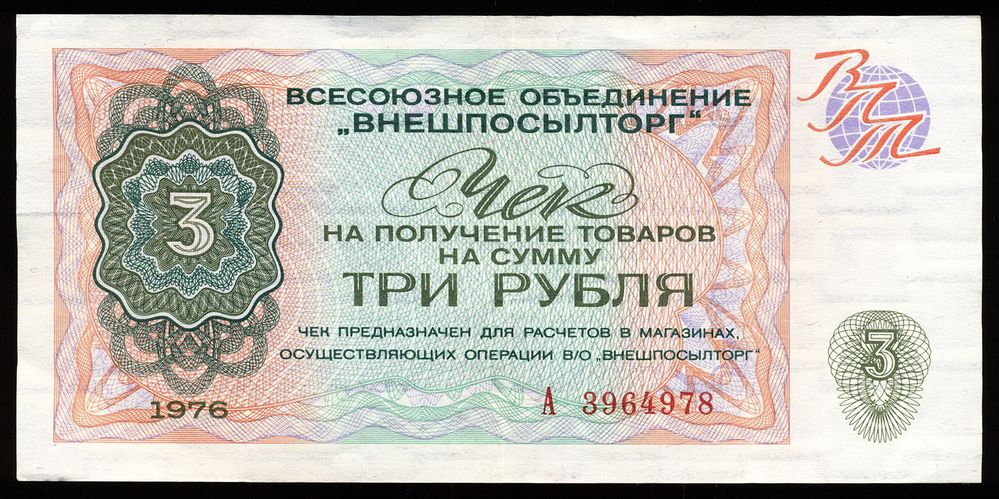 ВСЕСОЮЗНОЕ ОБЪЕДИНЕНИЕ
„ВНЕШПОСЫЛТОРГ“
ВПТ
Чек
НА ПОЛУЧЕНИЕ ТОВАРОВ
НА СУММУ
ТРИ РУБЛЯ
3
ЧЕК ПРЕДНАЗНАЧЕН ДЛЯ РАСЧЕТОВ В МАГАЗИНАХ,
ОСУЩЕСТВЛЯЮЩИХ ОПЕРАЦИИ В/О „ВНЕШПОСЫЛТОРГ“
3
1976
А 3964978